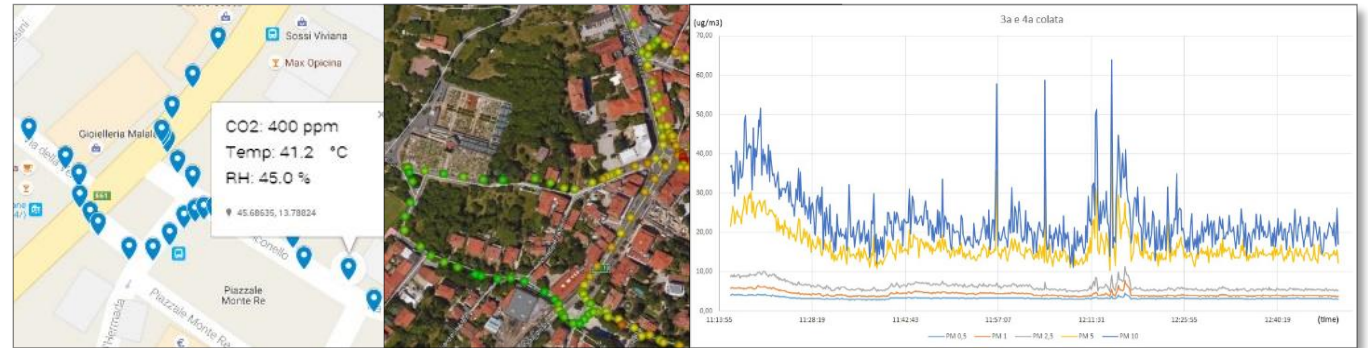 Sossi Viviana
Max Opicina
Gioielleria Malala
CO2: 400 ppm
Temp: 41.2 °C
RH: 45.0 %
45.68635, 13.78824
Piazzale
Monte Re
Piazzale Monte Re
3a e 4a colata
(ug/m3)
70,00
60,00
50,00
40,00
30,00
20,00
10,00
0,00
11:13:55 11:28:19 11:42:43 11:57:07 12:11:31 12:25:55 12:40:19 (time)
PM 0,5 PM 1 PM 2,5 PM 5 PM 10